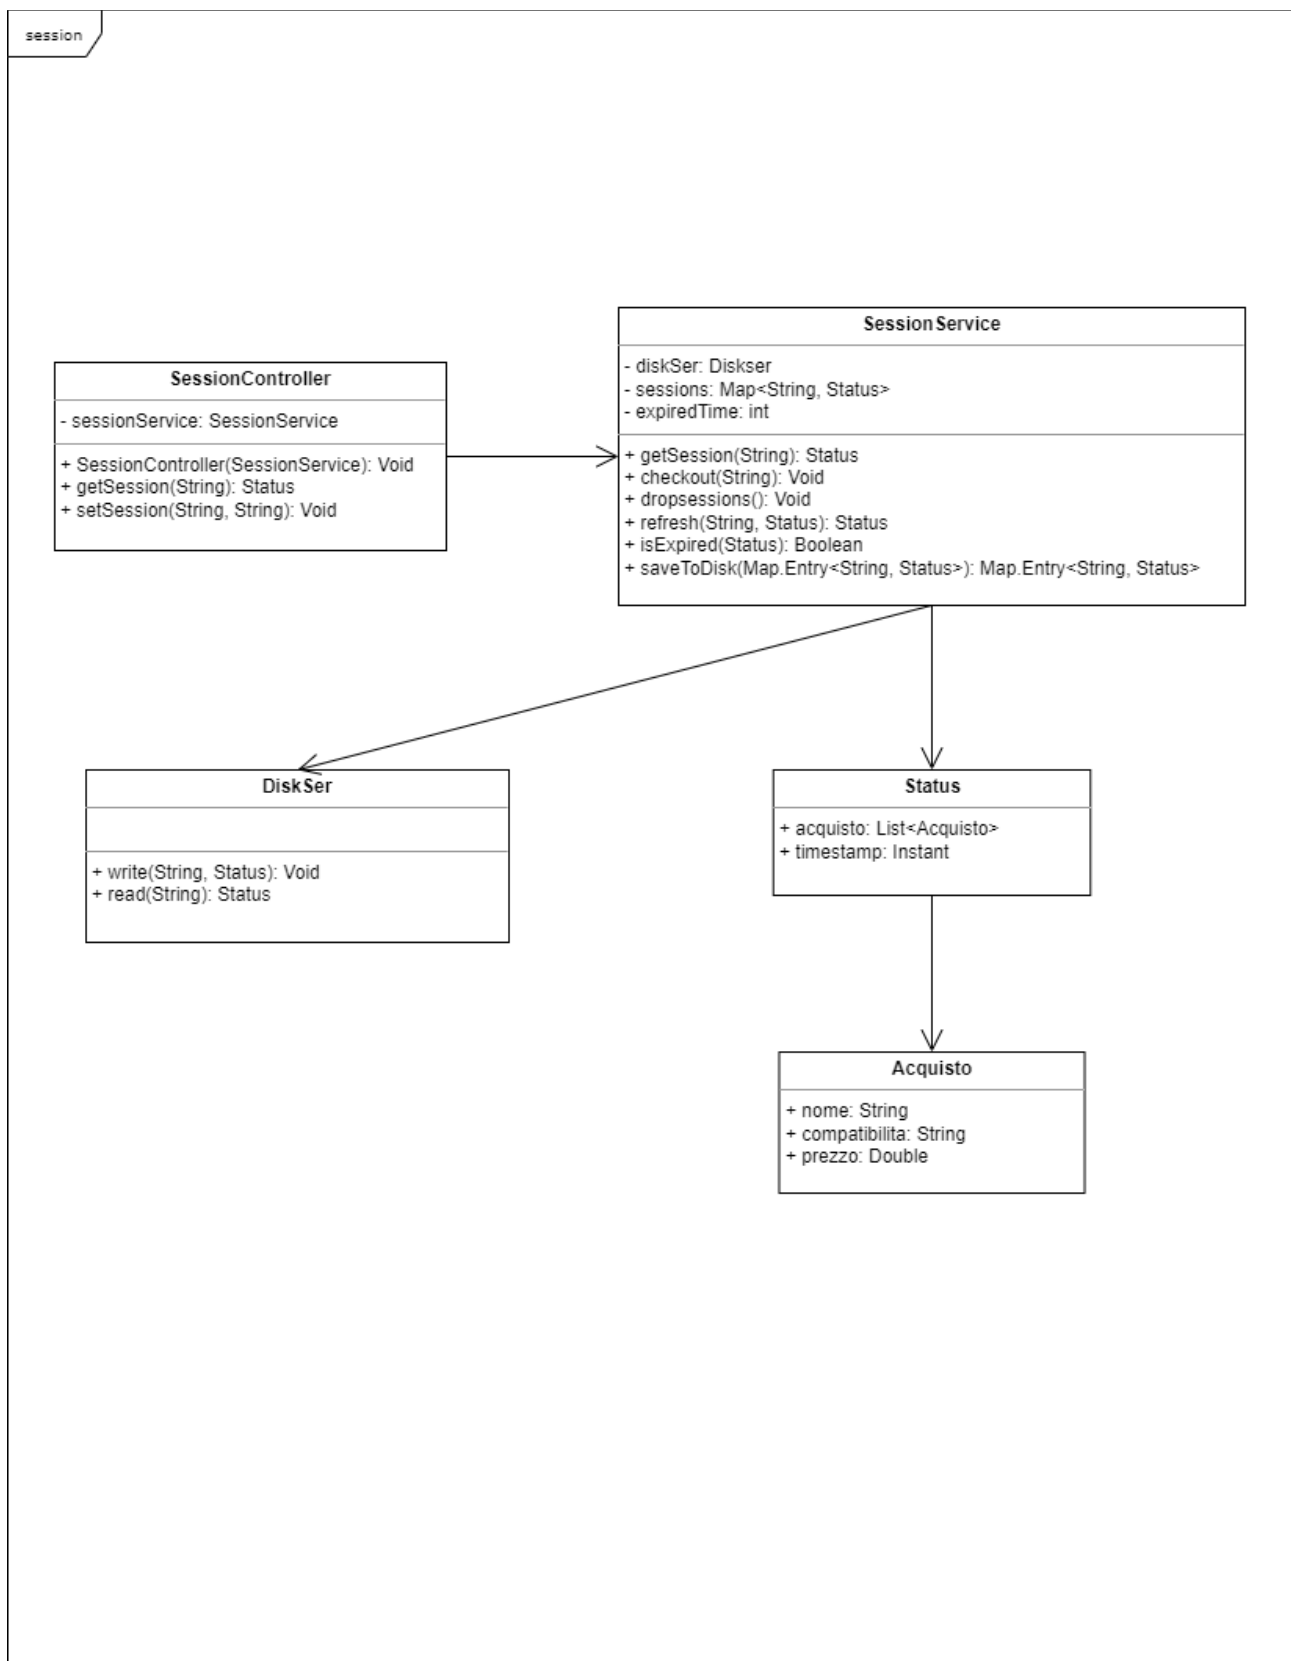 session
SessionController
- sessionService: SessionService
+ SessionController(SessionService): Void
+ getSession(String): Status
+ setSession(String, String): Void
SessionService
- diskSer: Diskser
- sessions: Map<String, Status>
- expiredTime: int
+ getSession(String): Status
+ checkout(String): Void
+ dropsessions(): Void
+ refresh(String, Status): Status
+ isExpired(Status): Boolean
+ saveToDisk(Map.Entry<String, Status>): Map.Entry<String, Status>
DiskSer
+ write(String, Status): Void
+ read(String): Status
Status
+ acquisto: List<Acquisto>
+ timestamp: Instant
Acquisto
+ nome: String
+ compatibilita: String
+ prezzo: Double